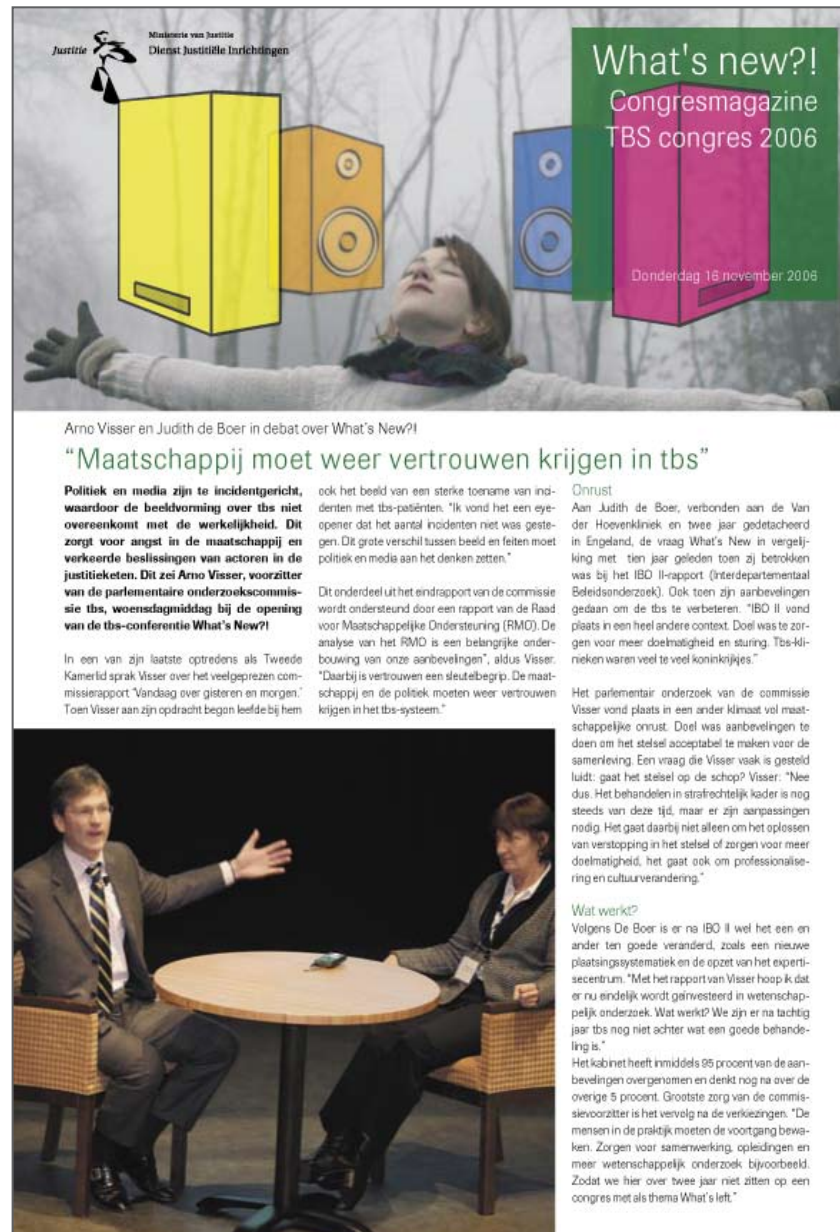 Justitie
Ministerie van Justitie
Dienst Justitiële Inrichtingen
What's new?!
Congresmagazine
TBS congres 2006
Donderdag 16 november 2006
Arno Visser en Judith de Boer in debat over What's New?!
"Maatschappij moet weer vertrouwen krijgen in tbs"
Politiek en media zijn te incidentgericht,
waardoor de beeldvorming over tbs niet
overeenkomt met de werkelijkheid. Dit
zorgt voor angst in de maatschappij en
verkeerde beslissingen van actoren in de
justitieketen. Dit zei Arno Visser, voorzitter
van de parlementaire onderzoekscommis-
sie tbs, woensdagmiddag bij de opening
van de tbs-conferentie What's New?!
In een van zijn laatste optredens als Tweede
Kamerlid sprak Visser over het veelgeprezen com-
missierapport 'Vandaag over gisteren en morgen.'
Toen Visser aan zijn opdracht begon leefde bij hem
ook het beeld van een sterke toename van inci-
denten met tbs-patiënten. "Ik vond het een eye-
opener dat het aantal incidenten niet was geste-
gen. Dit grote verschil tussen beeld en feiten moet
politiek en media aan het denken zetten."
Dit onderdeel uit het eindrapport van de commissie
wordt ondersteund door een rapport van de Raad
voor Maatschappelijke Ondersteuning (RMO). De
analyse van het RMO is een belangrijke onder-
bouwing van onze aanbevelingen", aldus Visser.
"Daarbij is vertrouwen een sleutelbegrip. De maat-
schappij en de politiek moeten weer vertrouwen
krijgen in het tbs-systeem."
Onrust
Aan Judith de Boer, verbonden aan de Van
der Hoevenkliniek en twee jaar gedetacheerd
in Engeland, de vraag What's New in vergelij-
king met tien jaar geleden toen zij betrokken
was bij het IBO II-rapport (Interdepartementaal
Beleidsonderzoek). Ook toen zijn aanbevelingen
gedaan om de tbs te verbeteren. "IBO II vond
plaats in een heel andere context. Doel was te zor-
gen voor meer doelmatigheid en sturing. Tbs-kli-
nieken waren veel te veel koninkrijkjes."
Het parlementair onderzoek van de commissie
Visser vond plaats in een ander klimaat vol maat-
schappelijke onrust. Doel was aanbevelingen te
doen om het stelsel acceptabel te maken voor de
samenleving. Een vraag die Visser vaak is gesteld
luidt: gaat het stelsel op de schop? Visser: "Nee
dus. Het behandelen in strafrechtelijk kader is nog
steeds van deze tijd, maar er zijn aanpassingen
nodig. Het gaat daarbij niet alleen om het oplossen
van verstopping in het stelsel of zorgen voor meer
doelmatigheid, het gaat ook om professionalise-
ring en cultuurverandering."
Wat werkt?
Volgens De Boer is er na IBO II wel het een en
ander ten goede veranderd, zoals een nieuwe
plaatsingssystematiek en de opzet van het experti-
secentrum. "Met het rapport van Visser hoop ik dat
er nu eindelijk wordt geïnvesteerd in wetenschap-
pelijk onderzoek. Wat werkt? We zijn er na tachtig
jaar tbs nog niet achter wat een goede behande-
ling is."
Het kabinet heeft inmiddels 95 procent van de aan-
bevelingen overgenomen en denkt nog na over de
overige 5 procent. Grootste zorg van de commis-
sievoorzitter is het vervolg na de verkiezingen. "De
mensen in de praktijk moeten de voortgang bewa-
ken. Zorgen voor samenwerking, opleidingen en
meer wetenschappelijk onderzoek bijvoorbeeld.
Zodat we hier over twee jaar niet zitten op een
congres met als thema What's left."